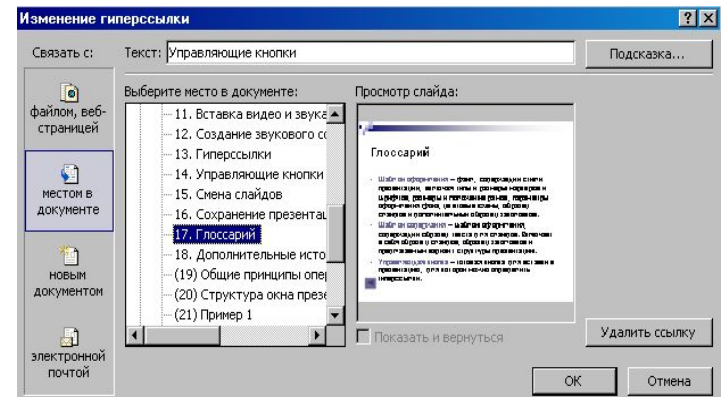 Изменение гиперссылки
Связать с:
Текст: Управляющие кнопки
Подсказка...
файлом, веб-
страницей
местом в
документе
новым
документом
электронной
почтой
Выберите место в документе:
11. Вставка видео и звука
12. Создание звукового со
13. Гиперссылки
14. Управляющие кнопки
15. Смена слайдов
16. Сохранение презентац
17. Глоссарий
18. Дополнительные исто
(19) Общие принципы опер
(20) Структура окна презе
(21) Пример 1
Просмотр слайда:
Глоссарий
Показать и вернуться
Удалить ссылку
ОК
Отмена